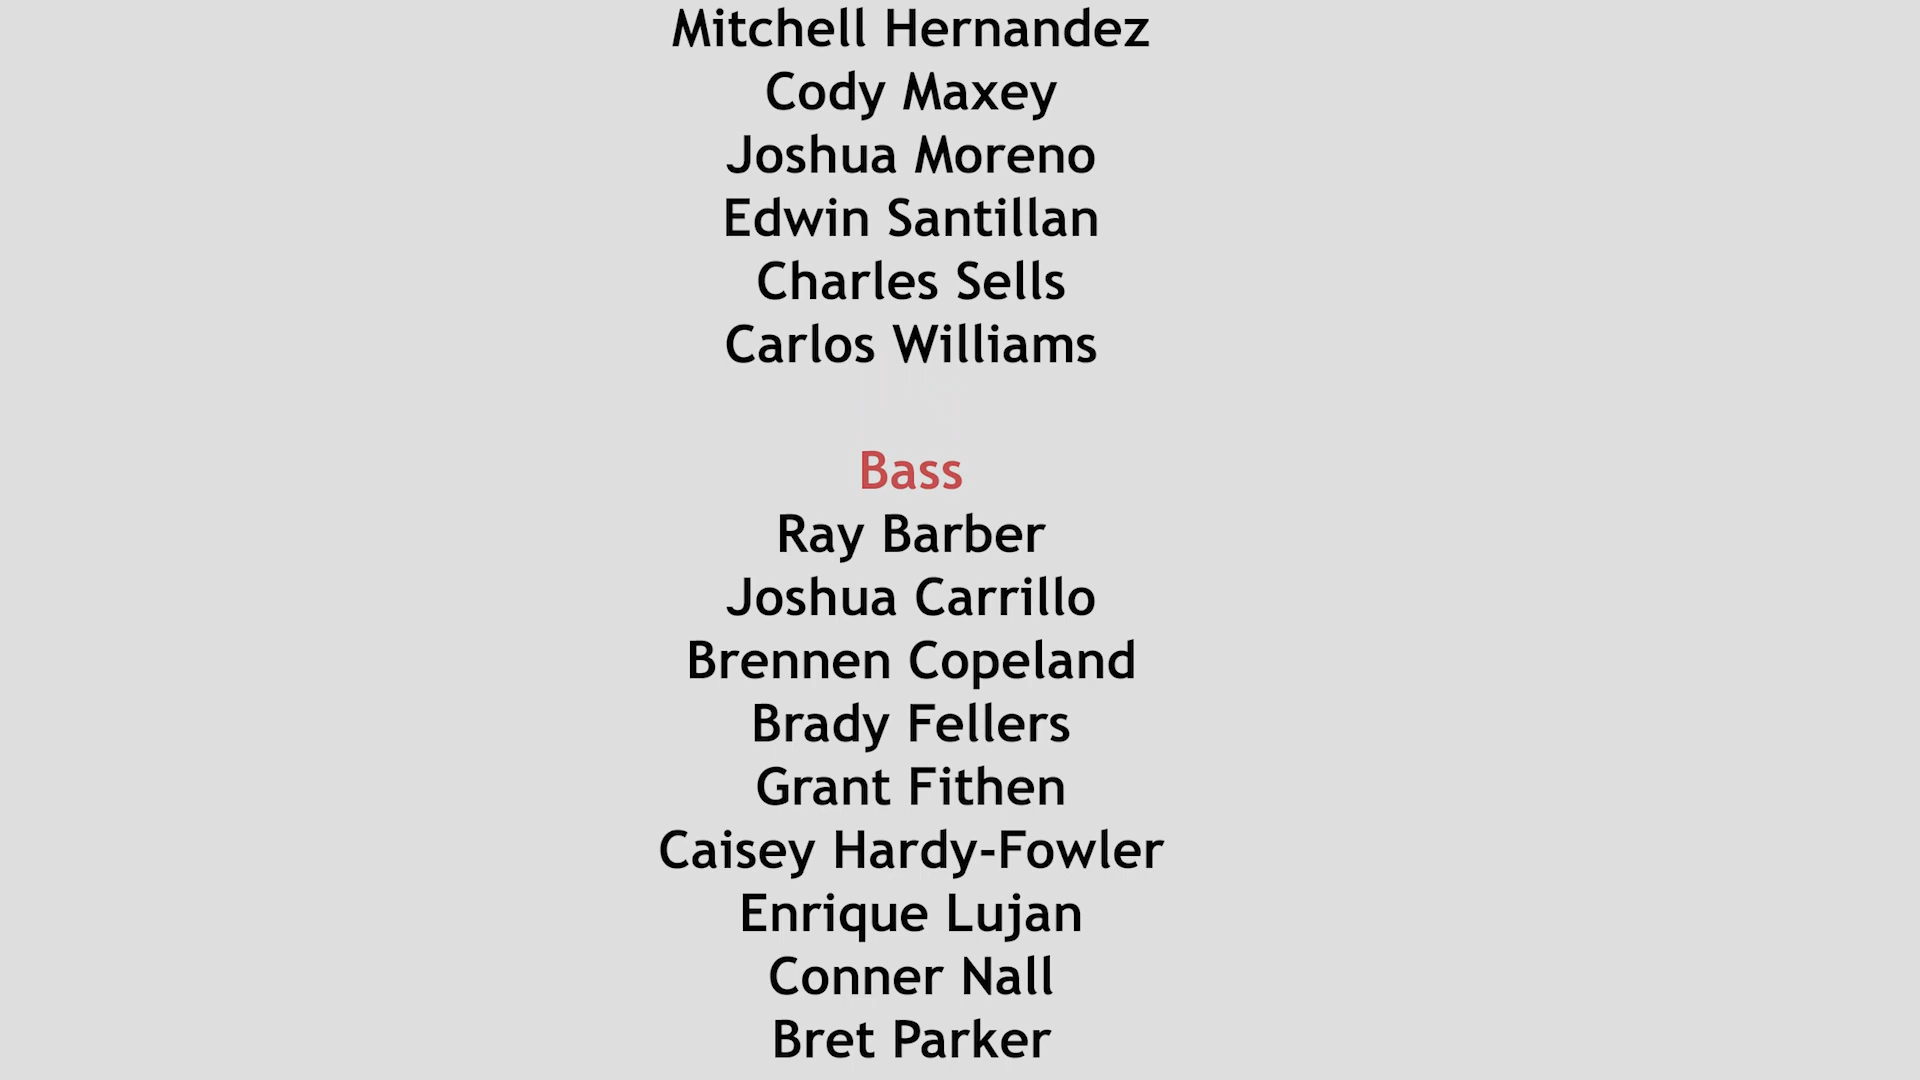 Mitchell Hernandez
Cody Maxey
Joshua Moreno
Edwin Santillan
Charles Sells
Carlos Williams
Bass
Ray Barber
Joshua Carrillo
Brennen Copeland
Brady Fellers
Grant Fithen
Caisey Hardy-Fowler
Enrique Lujan
Conner Nall
Bret Parker